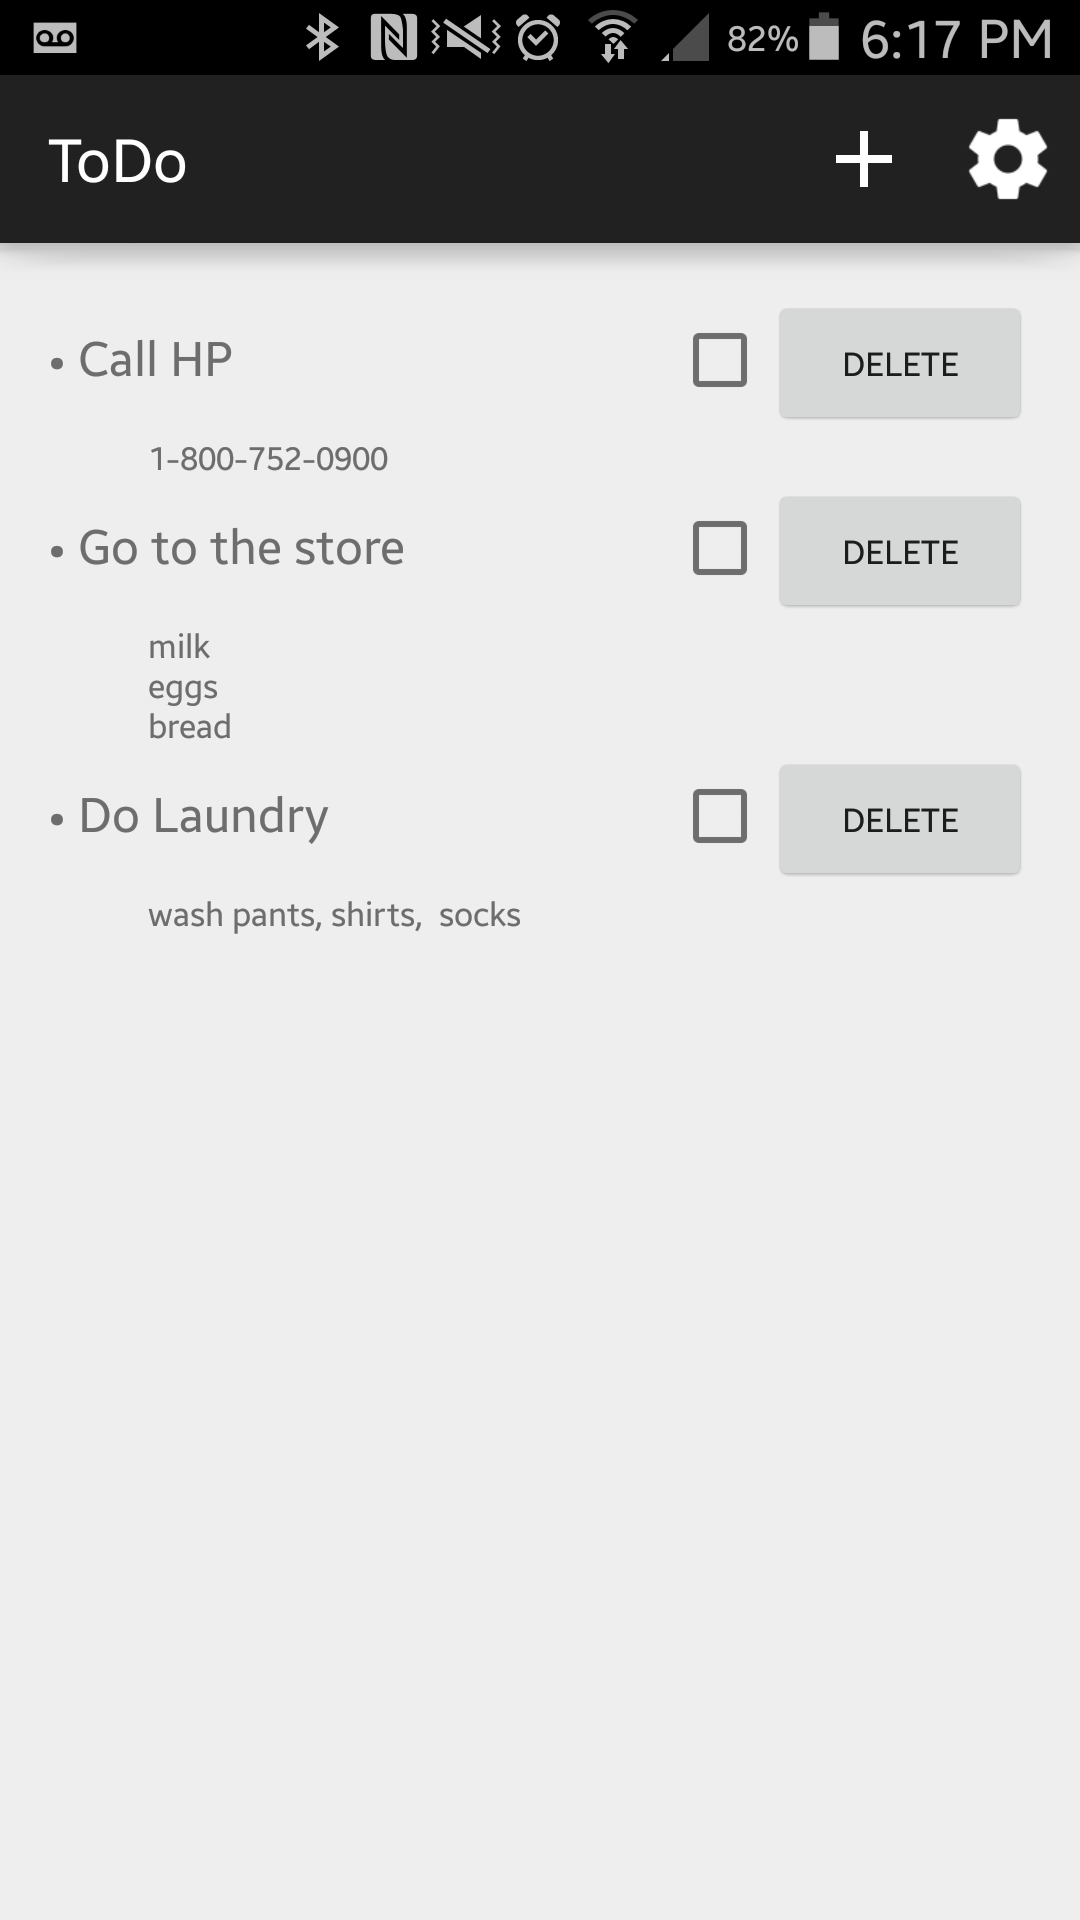 82% 6:17 PM
ToDo
• Call HP DELETE
1-800-752-0900
• Go to the store DELETE
milk
eggs
bread
• Do Laundry DELETE
wash pants, shirts,  socks